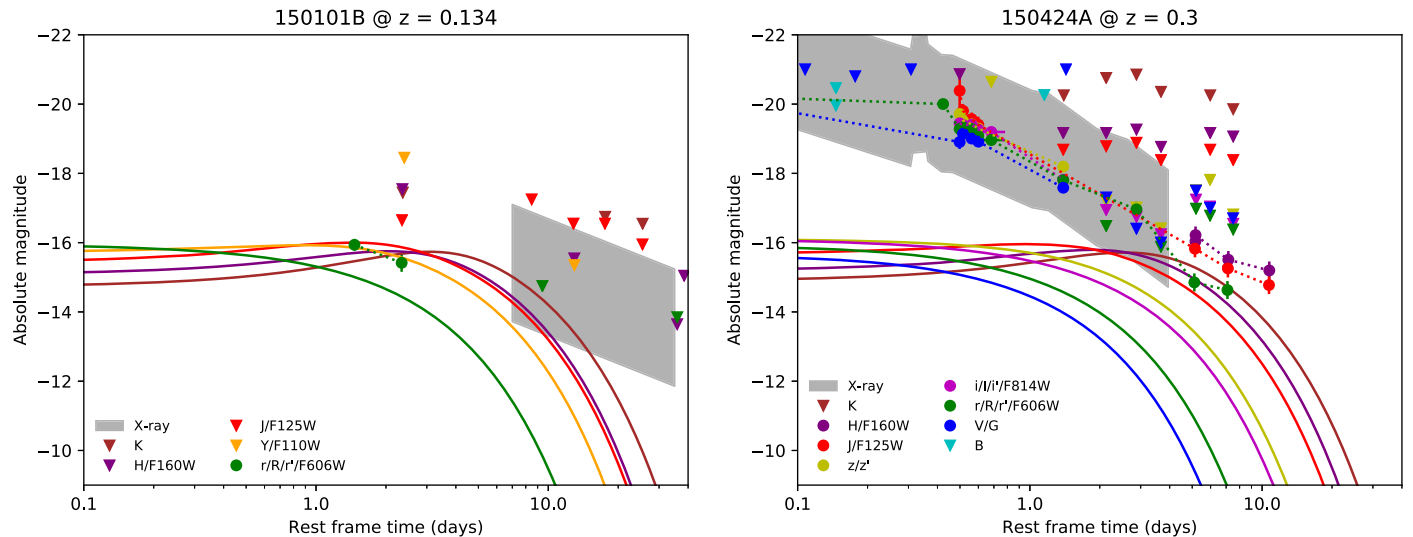 150101B @ z = 0.134
Absolute magnitude
−22
−20
−18
−16
−14
−12
−10
0.1
1.0
10.0
Rest frame time (days)
X-ray
K
H/F160W
J/F125W
Y/F110W
r/R/r'/F606W
150424A @ z = 0.3
Absolute magnitude
−22
−20
−18
−16
−14
−12
−10
0.1
1.0
10.0
Rest frame time (days)
X-ray
K
H/F160W
J/F125W
z/z'
i/I/i'/F814W
r/R/r'/F606W
V/G
B